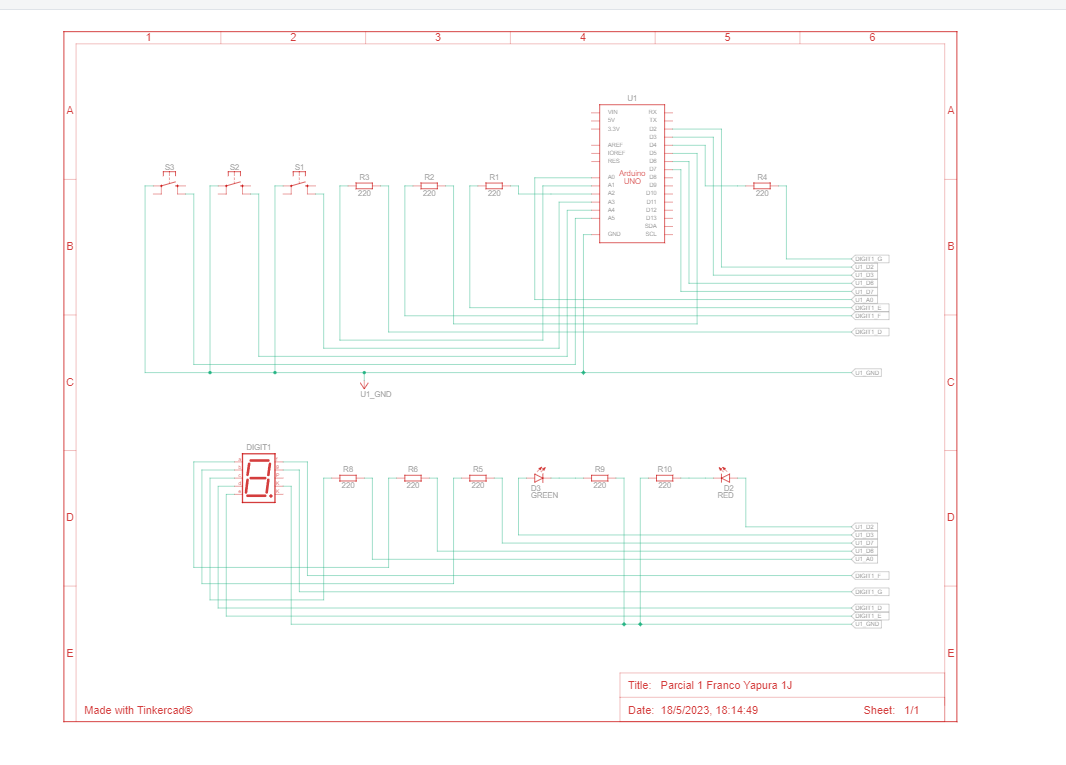 1 2 3 4 5 6
A A
U1
VIN RX
5V TX
3.3V D2
D3
AREF D4
IOREF D5
RES D6
D7
A0 D8
A1 D9
A2 D10
A3 D11
A4 D12
A5 D13
SDA
GND SCL
Arduino
UNO
S3 S2 S1 R3 R2 R1 R4
220 220 220 220
B B
DIGIT1_G
U1_D2
U1_D3
U1_D6
U1_D7
U1_A0
DIGIT1_E
DIGIT1_F
DIGIT1_D
U1_GND
C C
U1_GND
DIGIT1
R8 R6 R5 R9 R10
220 220 220 220 220
D3
GREEN
D2
RED
D D
U1_D2
U1_D3
U1_D7
U1_D6
U1_A0
DIGIT1_F
DIGIT1_G
DIGIT1_D
DIGIT1_E
U1_GND
E E
Title: Parcial 1 Franco Yapura 1J
Made with Tinkercad®
Date: 18/5/2023, 18:14:49 Sheet: 1/1